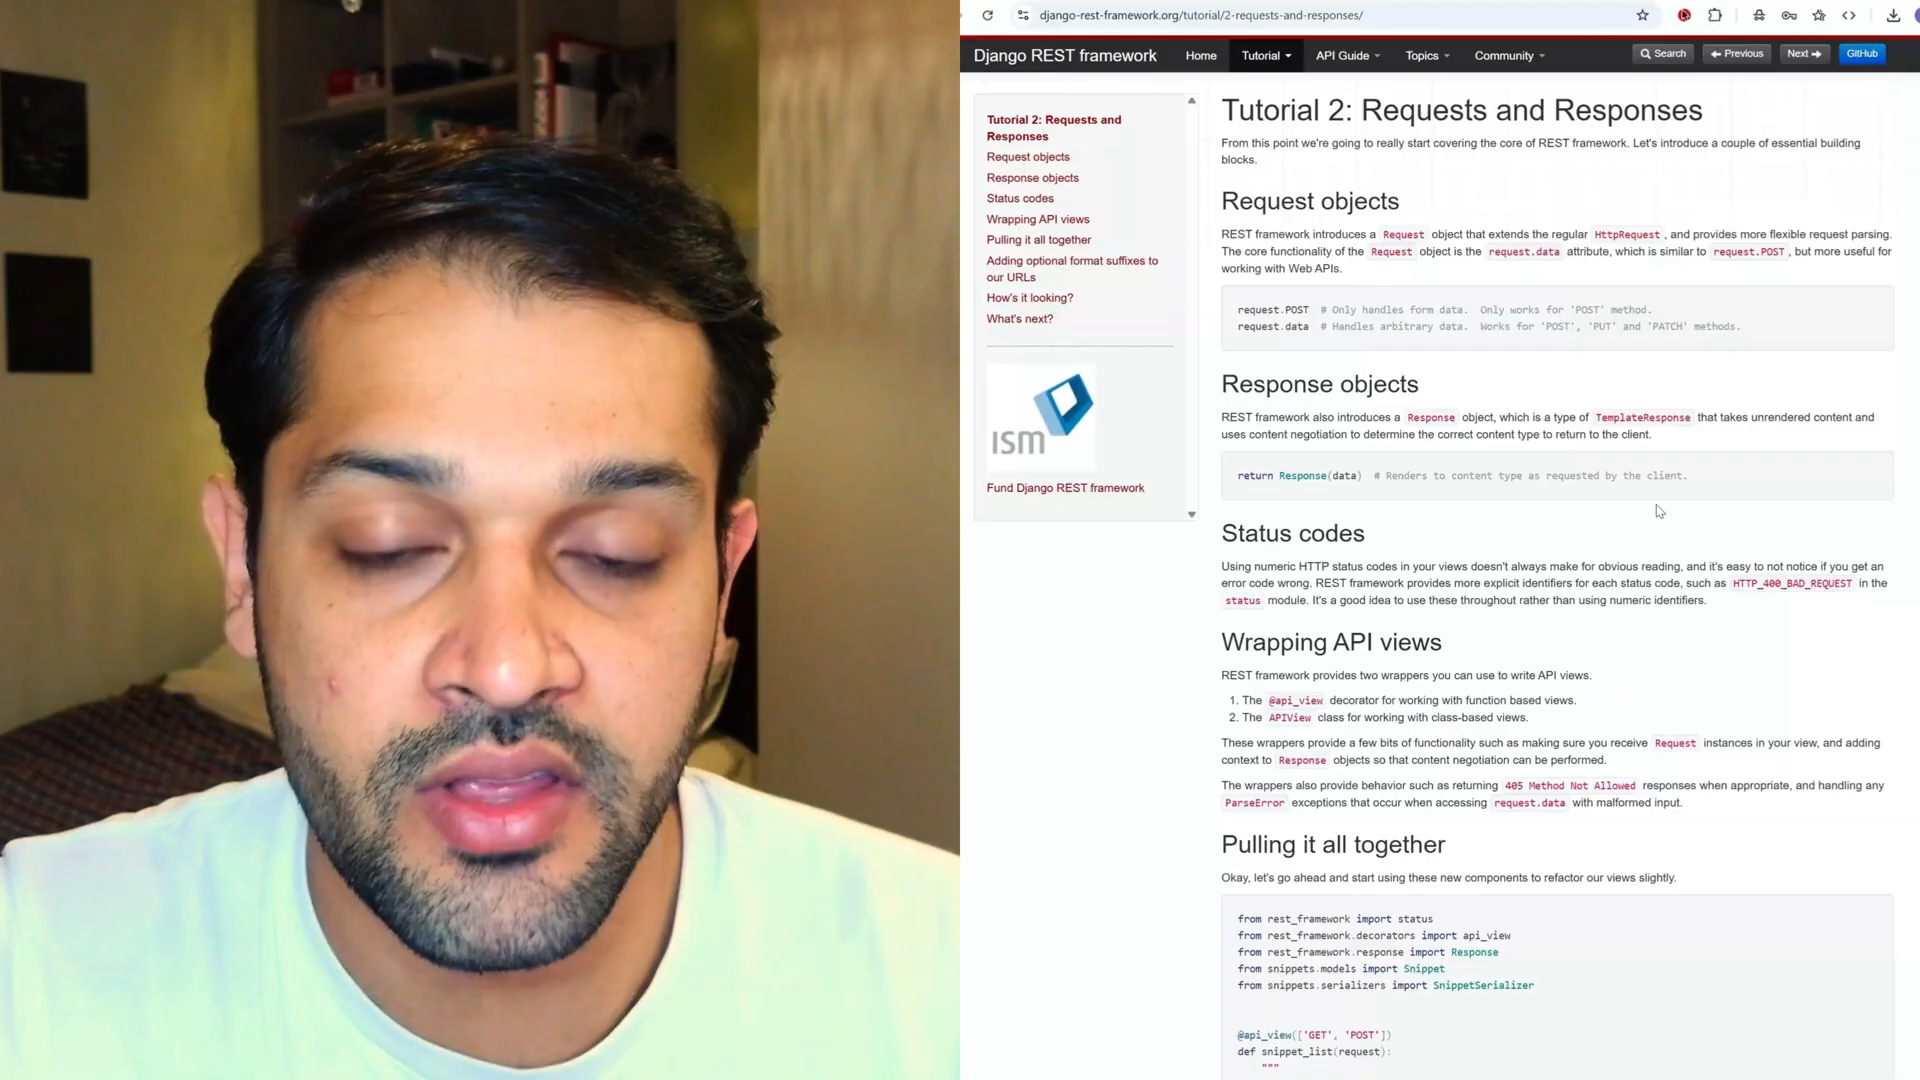 django-rest-framework.org/tutorial/2-requests-and-responses/
Django REST framework
Home
Tutorial
API Guide
Topics
Community
Search
Previous
Next
GitHub
Tutorial 2: Requests and
Responses
Request objects
Response objects
Status codes
Wrapping API views
Pulling it all together
Adding optional format suffixes to
our URLs
How's it looking?
What's next?
ISM
Fund Django REST framework
Tutorial 2: Requests and Responses
From this point we're going to really start covering the core of REST framework. Let's introduce a couple of essential building
blocks.
Request objects
REST framework introduces a Request object that extends the regular HttpRequest, and provides more flexible request parsing.
The core functionality of the Request object is the request.data attribute, which is similar to request.POST, but more useful for
working with Web APIs.
request.POST # Only handles form data. Only works for 'POST' method.
request.data # Handles arbitrary data. Works for 'POST', 'PUT' and 'PATCH' methods.
Response objects
REST framework also introduces a Response object, which is a type of TemplateResponse that takes unrendered content and
uses content negotiation to determine the correct content type to return to the client.
return Response(data) # Renders to content type as requested by the client.
Status codes
Using numeric HTTP status codes in your views doesn't always make for obvious reading, and it's easy to not notice if you get an
error code wrong. REST framework provides more explicit identifiers for each status code, such as HTTP_400_BAD_REQUEST in the
status module. It's a good idea to use these throughout rather than using numeric identifiers.
Wrapping API views
REST framework provides two wrappers you can use to write API views.
1. The @api_view decorator for working with function based views.
2. The APIView class for working with class-based views.
These wrappers provide a few bits of functionality such as making sure you receive Request instances in your view, and adding
context to Response objects so that content negotiation can be performed.
The wrappers also provide behavior such as returning 405 Method Not Allowed responses when appropriate, and handling any
ParseError exceptions that occur when accessing request.data with malformed input.
Pulling it all together
Okay, let's go ahead and start using these new components to refactor our views slightly.
from rest_framework import status
from rest_framework.decorators import api_view
from rest_framework.response import Response
from snippets.models import Snippet
from snippets.serializers import SnippetSerializer
@api_view(['GET', 'POST'])
def snippet_list(request):
"""